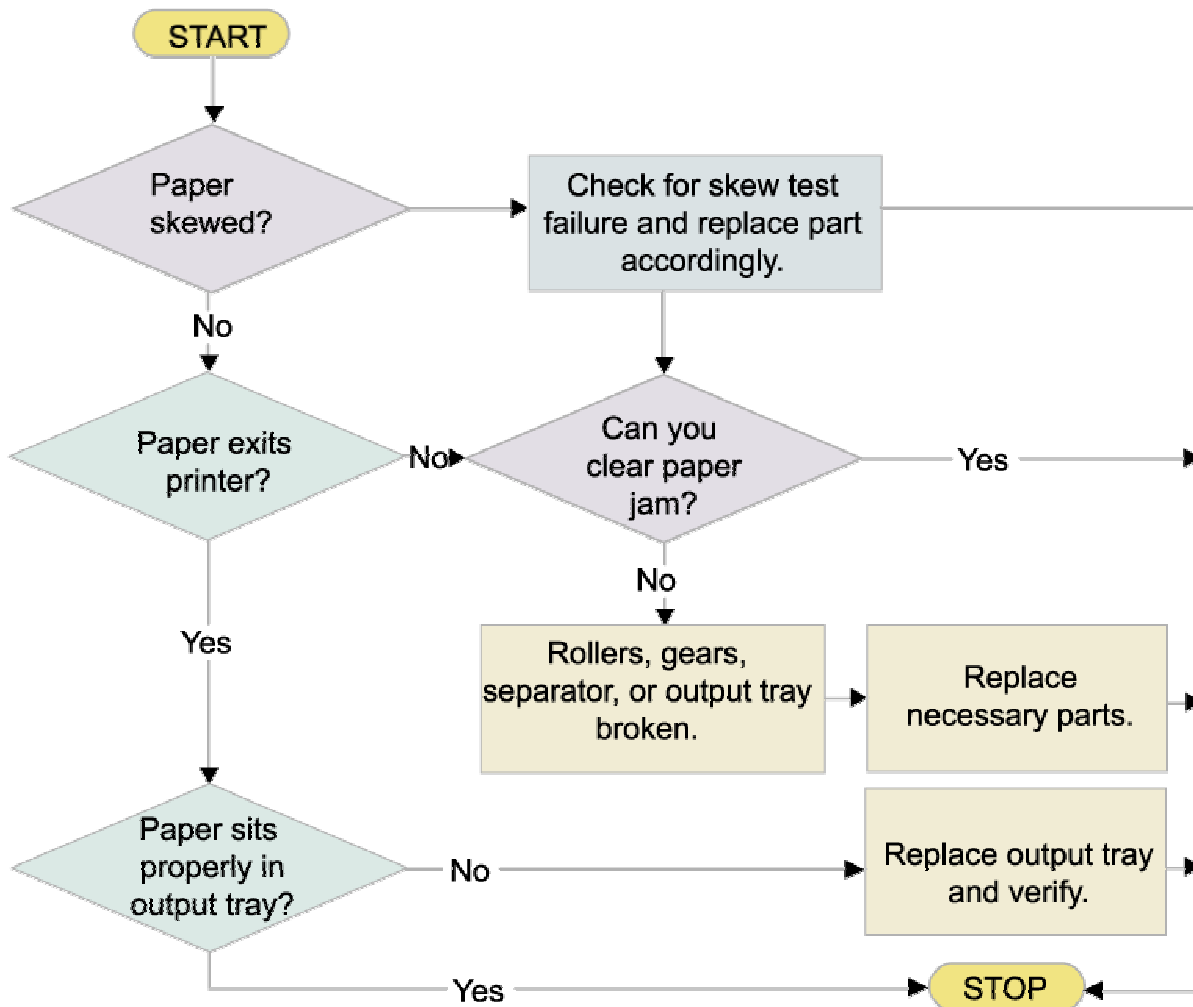 START
Paper
skewed?
Check for skew test
failure and replace part
accordingly.
No
Paper exits
printer?
No
Can you
clear paper
jam?
Yes
No
Yes
Rollers, gears,
separator, or output tray
broken.
Replace
necessary parts.
Paper sits
properly in
output tray?
No
Replace output tray
and verify.
Yes
STOP